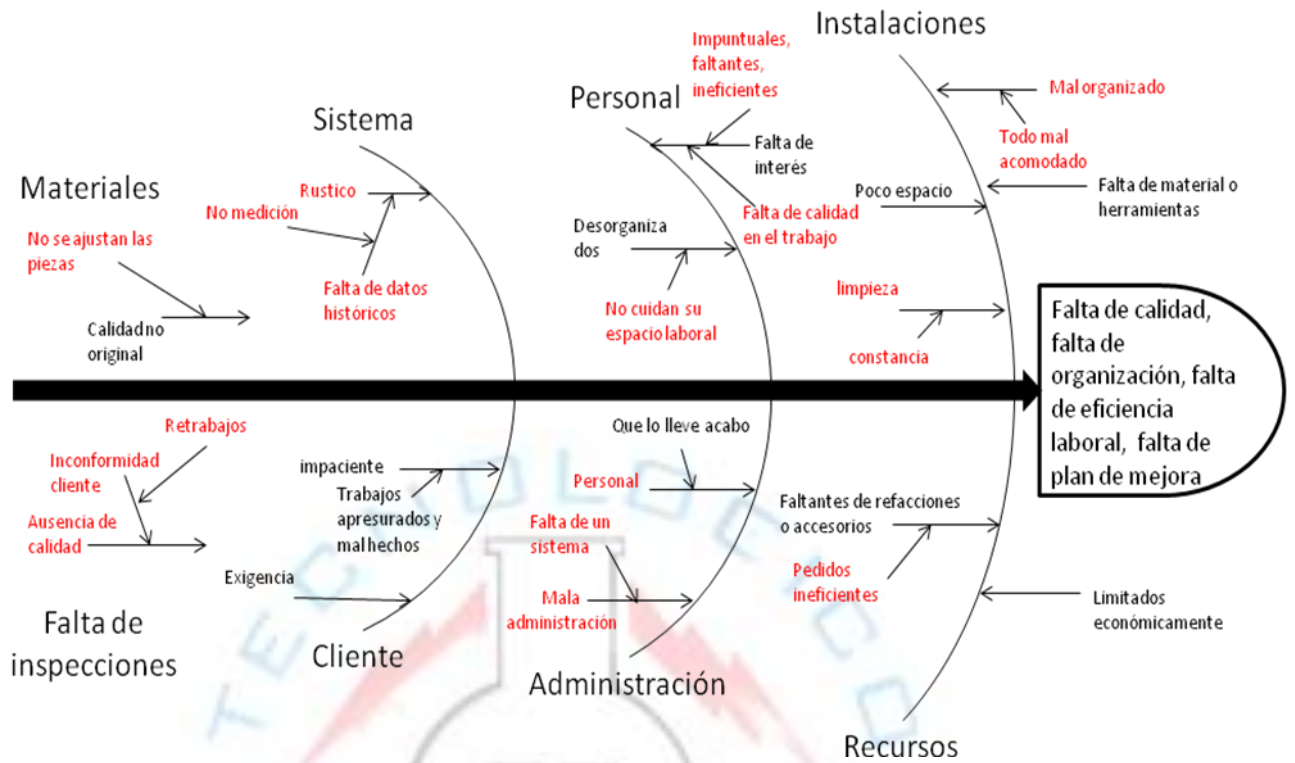 Instalaciones
Impuntuales,
faltantes,
ineficientes
Personal
Mal organizado
Sistema
Falta de
interés
Todo mal
acomodado
Materiales
Rustico
Poco espacio
Falta de material o
herramientas
No medición
Falta de calidad
en el trabajo
No se ajustan las
piezas
Desorganiza
dos
Falta de datos
históricos
No cuidan su
espacio laboral
limpieza
Calidad no
original
constancia
Falta de calidad,
falta de
organización, falta
de eficiencia
laboral, falta de
plan de mejora
Retrabajos
Que lo lleve acabo
Inconformidad
cliente
impaciente
Personal
Trabajos
apresurados y
mal hechos
Faltantes de refacciones
o accesorios
Ausencia de
calidad
Falta de un
sistema
Exigencia
Pedidos
ineficientes
Mala
administración
Limitados
económicamente
Falta de
inspecciones
Cliente
Administración
Recursos
TECNOLOGICO